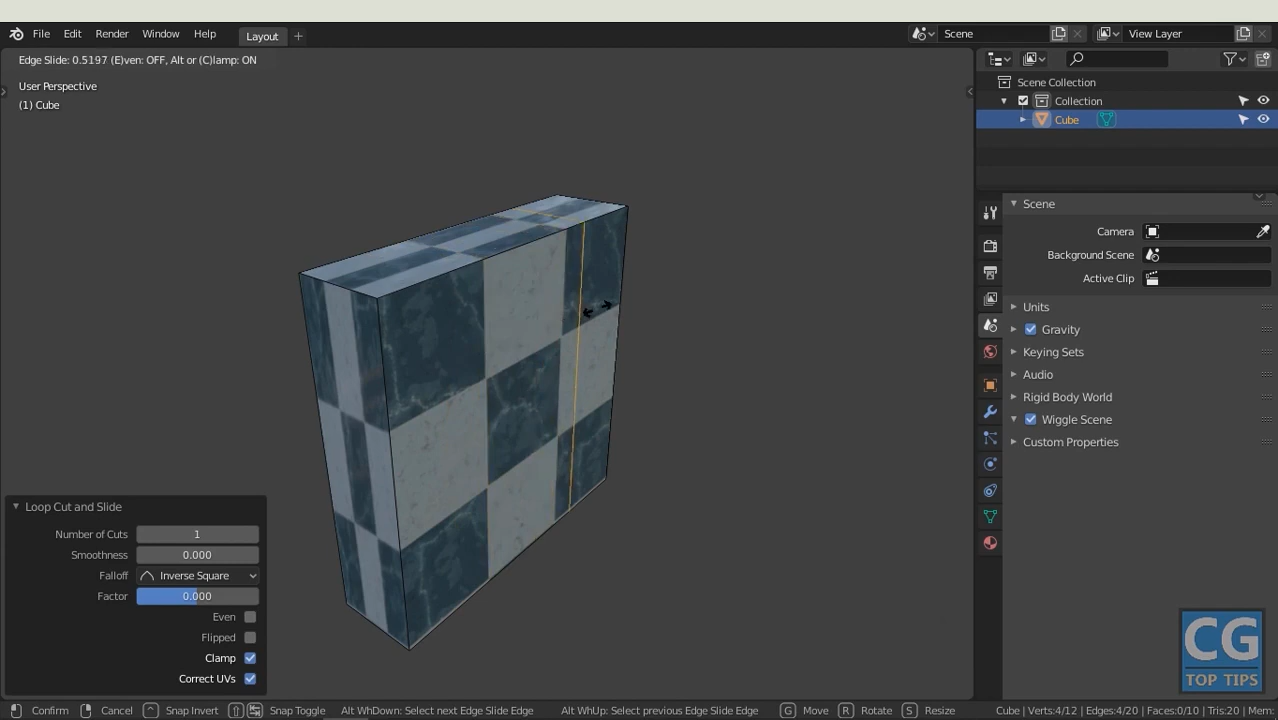 File Edit Render Window Help Layout + Scene View Layer
Edge Slide: 0.5197 (E)ven: OFF, Alt or (C)lamp: ON
User Perspective
(1) Cube
Scene Collection
Collection
Cube
Scene
Camera
Background Scene
Active Clip
Units
Gravity
Keying Sets
Audio
Rigid Body World
Wiggle Scene
Custom Properties
Loop Cut and Slide
Number of Cuts 1
Smoothness 0.000
Falloff Inverse Square
Factor 0.000
Even
Flipped
Clamp
Correct UVs
CG
TOP TIPS
Confirm Cancel Snap Invert Snap Toggle Alt WhDown: Select next Edge Slide Edge Alt WhUp: Select previous Edge Slide Edge G Move R Rotate S Resize Cube | Verts:4/12 | Edges:4/20 | Faces:0/10 | Tris:20 | Mem: